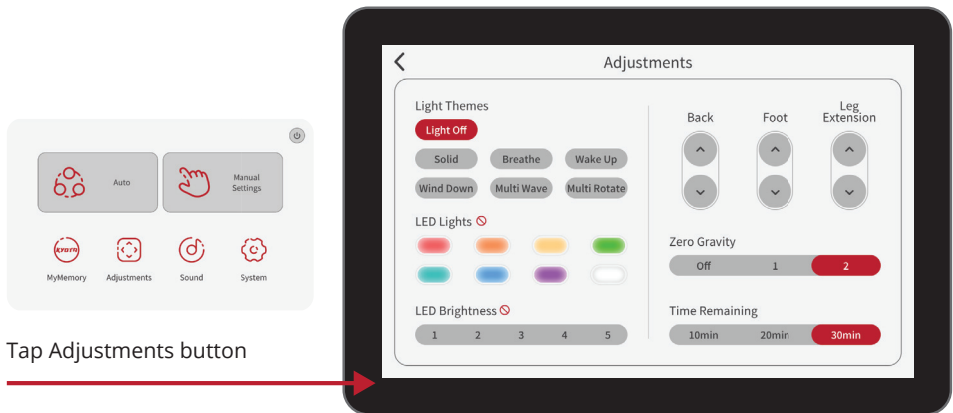 Auto
Manual
Settings
KYOTA
MyMemory
Adjustments
Sound
System
Tap Adjustments button
Adjustments
Light Themes
Light Off
Solid
Breathe
Wake Up
Wind Down
Multi Wave
Multi Rotate
LED Lights
LED Brightness
1 2 3 4 5
Back
Foot
Leg
Extension
Zero Gravity
Off 1 2
Time Remaining
10min 20min 30min